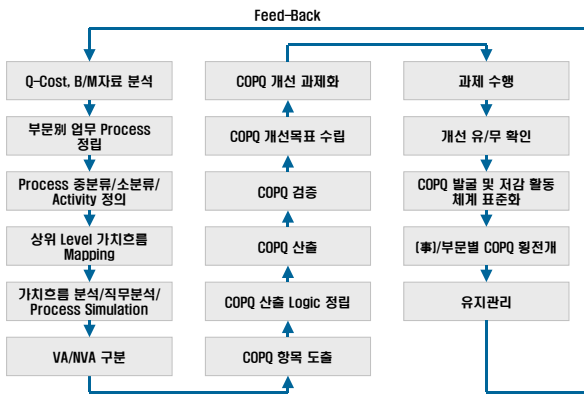 Feed-Back
Q-Cost, B/M자료 분석
부문別 업무 Process
정립
Process 중분류/소분류/
Activity 정의
상위 Level 가치흐름
Mapping
가치흐름 분석/직무분석/
Process Simulation
VA/NVA 구분
COPQ 개선 과제화
COPQ 개선목표 수립
COPQ 검증
COPQ 산출
COPQ 산출 Logic 정립
COPQ 항목 도출
과제 수행
개선 유/무 확인
COPQ 발굴 및 저감 활동
체계 표준화
(事)/부문별 COPQ 횡전개
유지관리